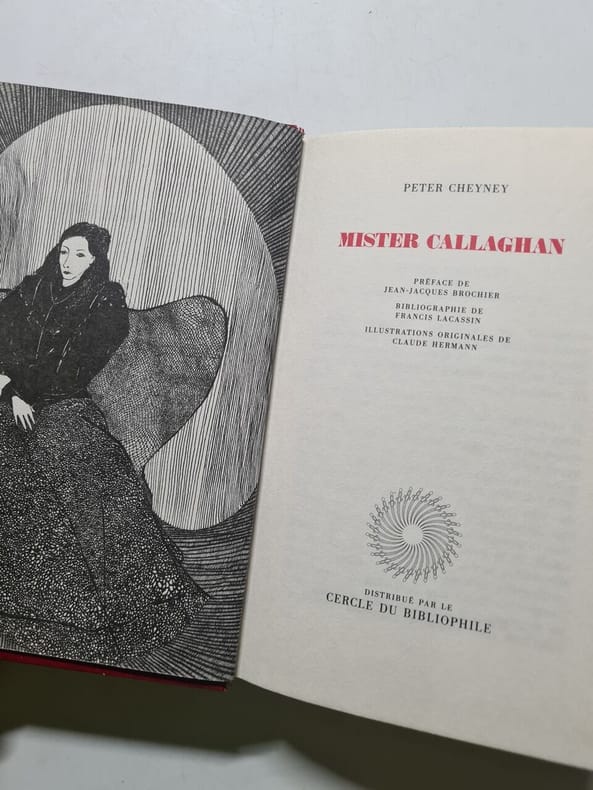 PETER CHEYNEY
MISTER CALLAGHAN
PRÉFACE DE
JEAN-JACQUES BROCHIER
BIBLIOGRAPHIE DE
FRANCIS LACASSIN
ILLUSTRATIONS ORIGINALES DE
CLAUDE HERMANN
DISTRIBUÉ PAR LE
CERCLE DU BIBLIOPHILE